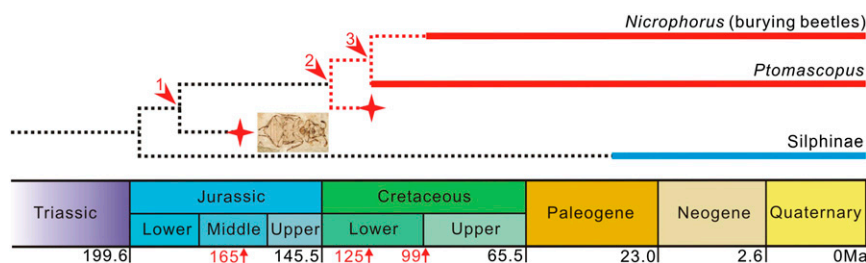 Nicrophorus (burying beetles)
3
2
Ptomascopus
1
Silphinae
Triassic
Jurassic
Cretaceous
Paleogene
Neogene
Quaternary
Lower
Middle
Upper
Lower
Upper
199.6
165
145.5
125
99
65.5
23.0
2.6
0Ma